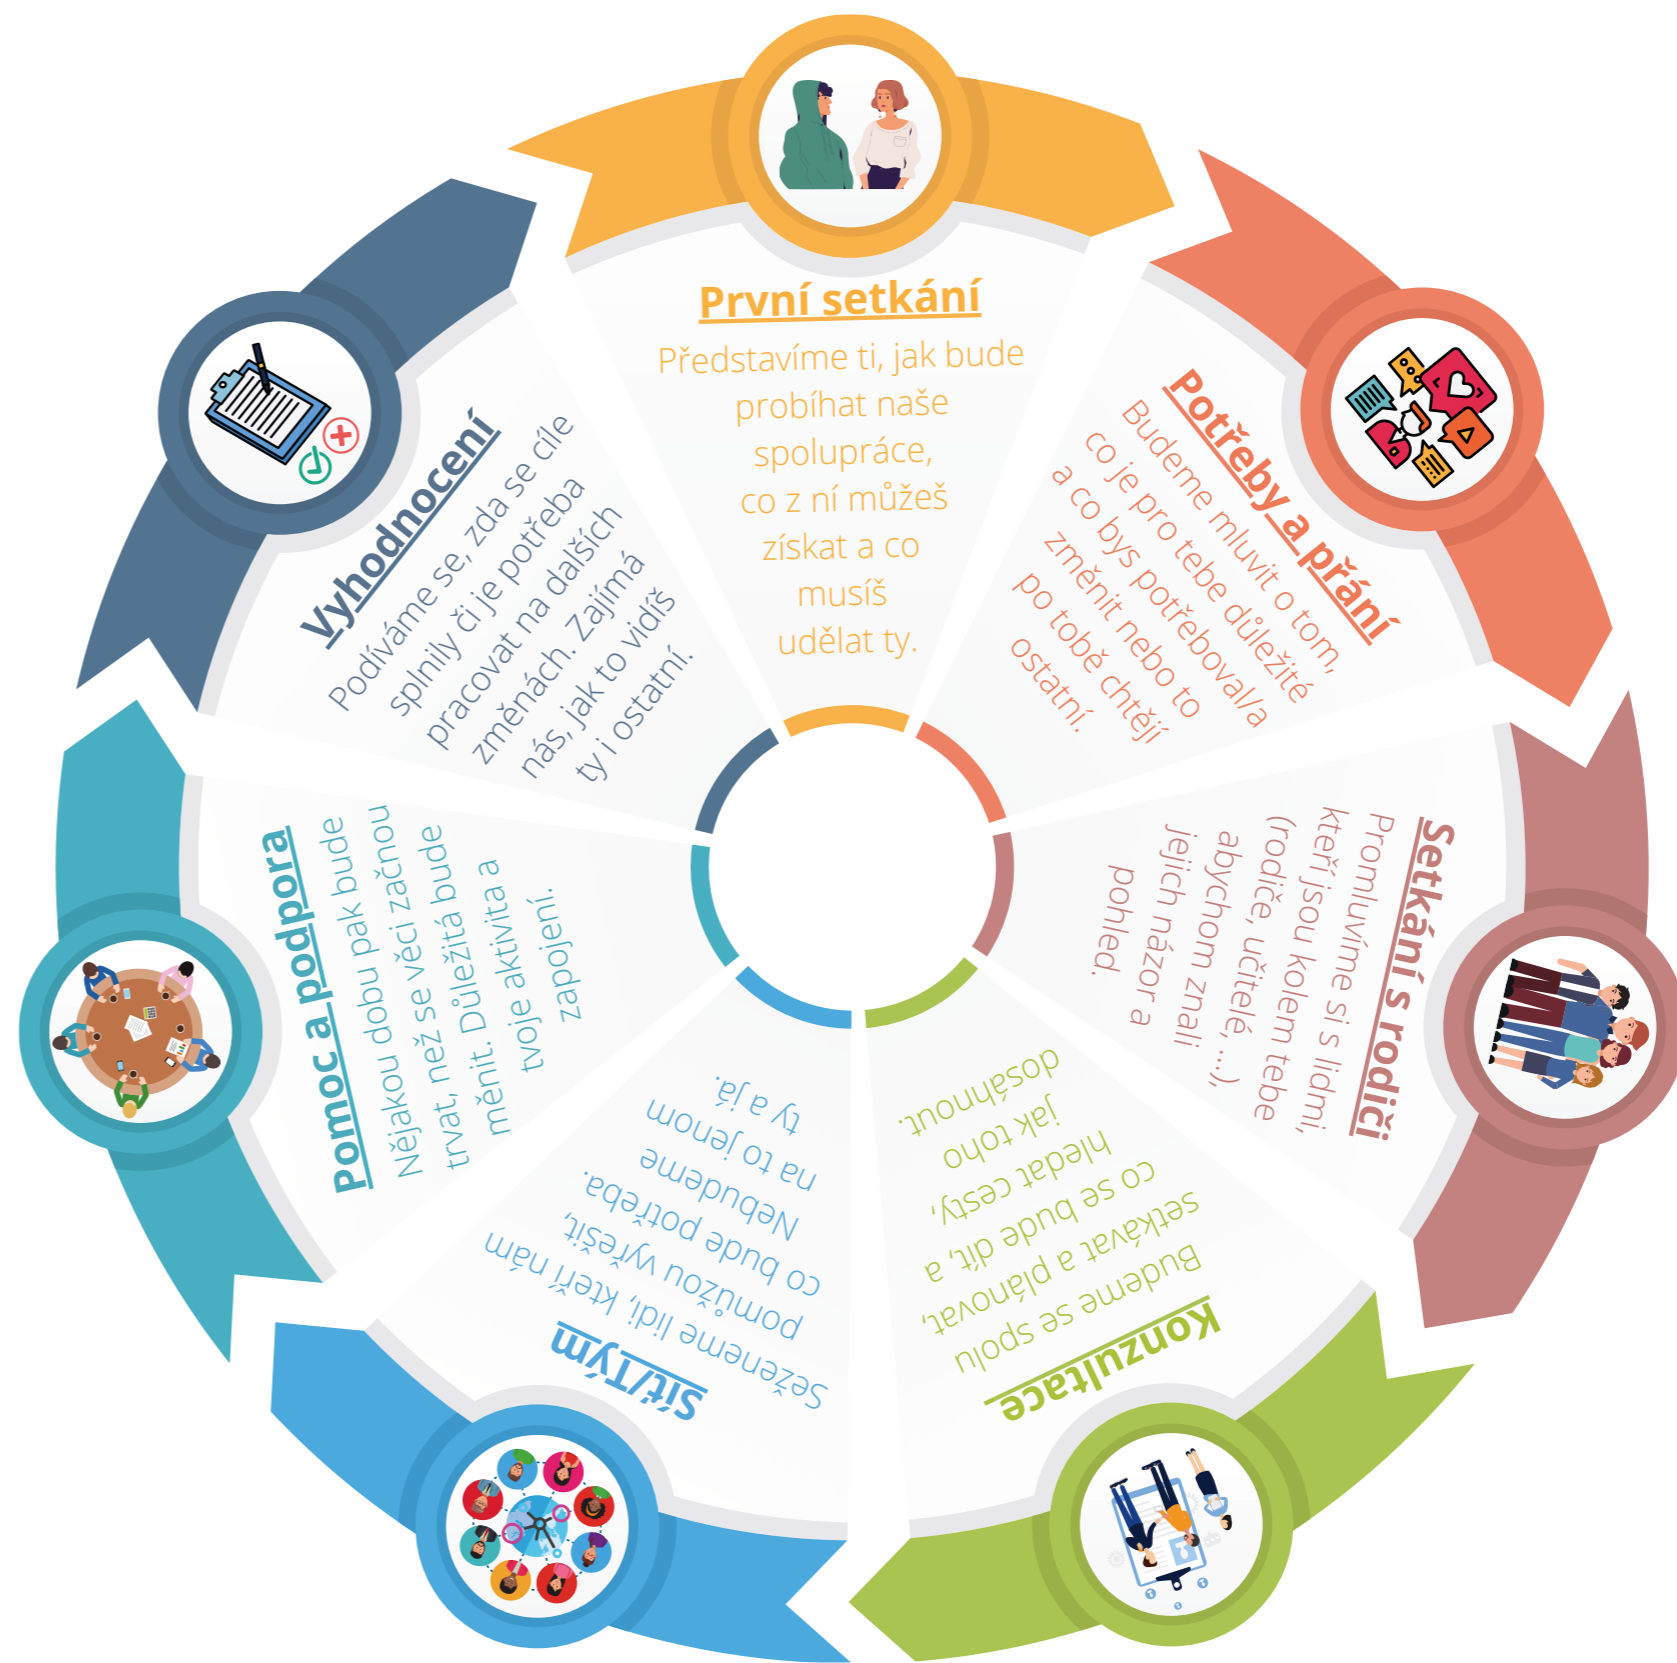 První setkání
Představíme ti, jak bude
probíhat naše
spolupráce,
co z ní můžeš
získat a co
musíš
udělat ty.
Potřeby a přání
Budeme mluvit o tom,
co je pro tebe důležité
a co bys potřeboval/a
změnit nebo to
po tobě chtějí
ostatní.
Setkání s rodiči
Promluvíme si s lidmi,
kteří jsou kolem tebe
(rodiče, učitelé, ...),
abychom znali
jejich názor a
pohled.
Konzultace
Budeme se spolu
setkávat a plánovat,
co se bude dít, a
hledat cesty,
jak toho
dosáhnout.
Síť/Tým
Seženeme lidi, kteří nám
pomůžou vyřešit,
co bude potřeba.
Nebudeme
na to jenom
ty a já.
Pomoc a podpora
Nějakou dobu pak bude
trvat, než se věci začnou
měnit. Důležitá bude
tvoje aktivita a
zapojení.
Vyhodnocení
Podíváme se, zda se cíle
splnily či je potřeba
pracovat na dalších
změnách. Zajímá
nás, jak to vidíš
ty i ostatní.